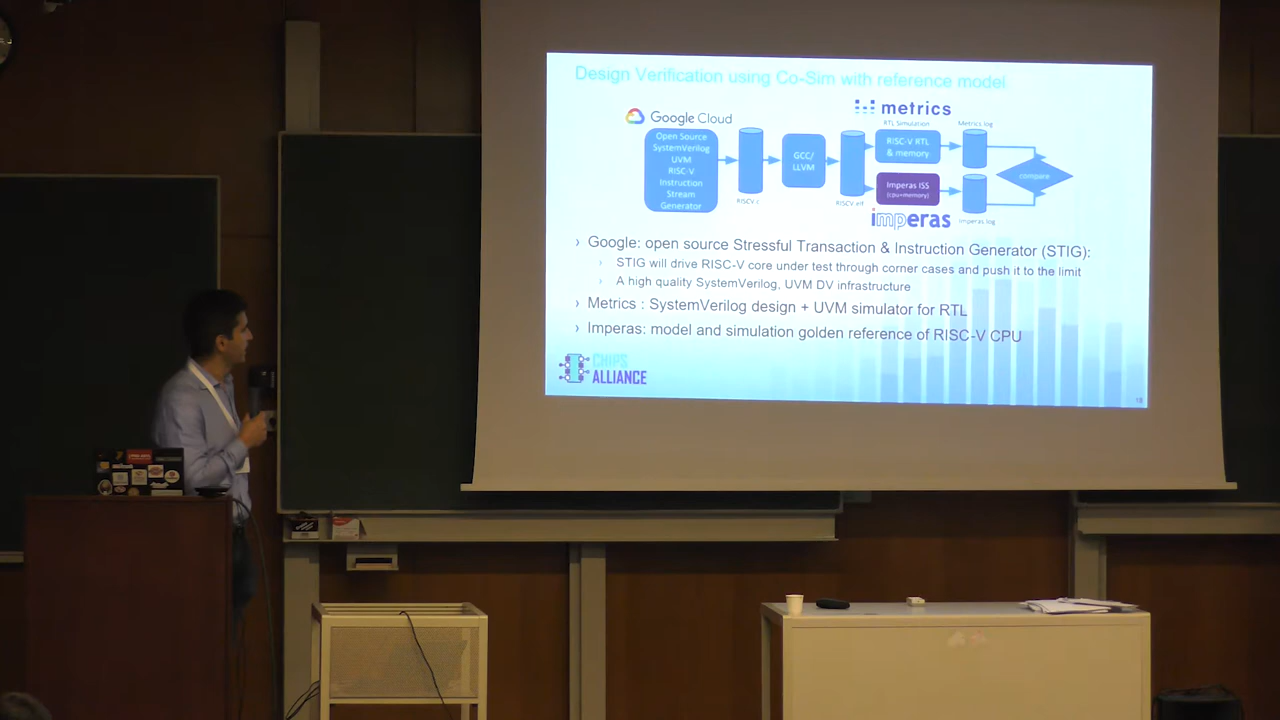 Design Verification using Co-Sim with reference model
Google Cloud
metrics
RTL Simulation
Metrics log
Open Source
SystemVerilog
UVM
RISC-V
Instruction
Stream
Generator
RISCV.c
GCC/
LLVM
RISCV.elf
RISC-V RTL
& memory
Imperas ISS
(cpu+memory)
imperas
Imperas log
compare
› Google: open source Stressful Transaction & Instruction Generator (STIG):
› STIG will drive RISC-V core under test through corner cases and push it to the limit
› A high quality SystemVerilog, UVM DV infrastructure
› Metrics : SystemVerilog design + UVM simulator for RTL
› Imperas: model and simulation golden reference of RISC-V CPU
CHIPS
ALLIANCE
18